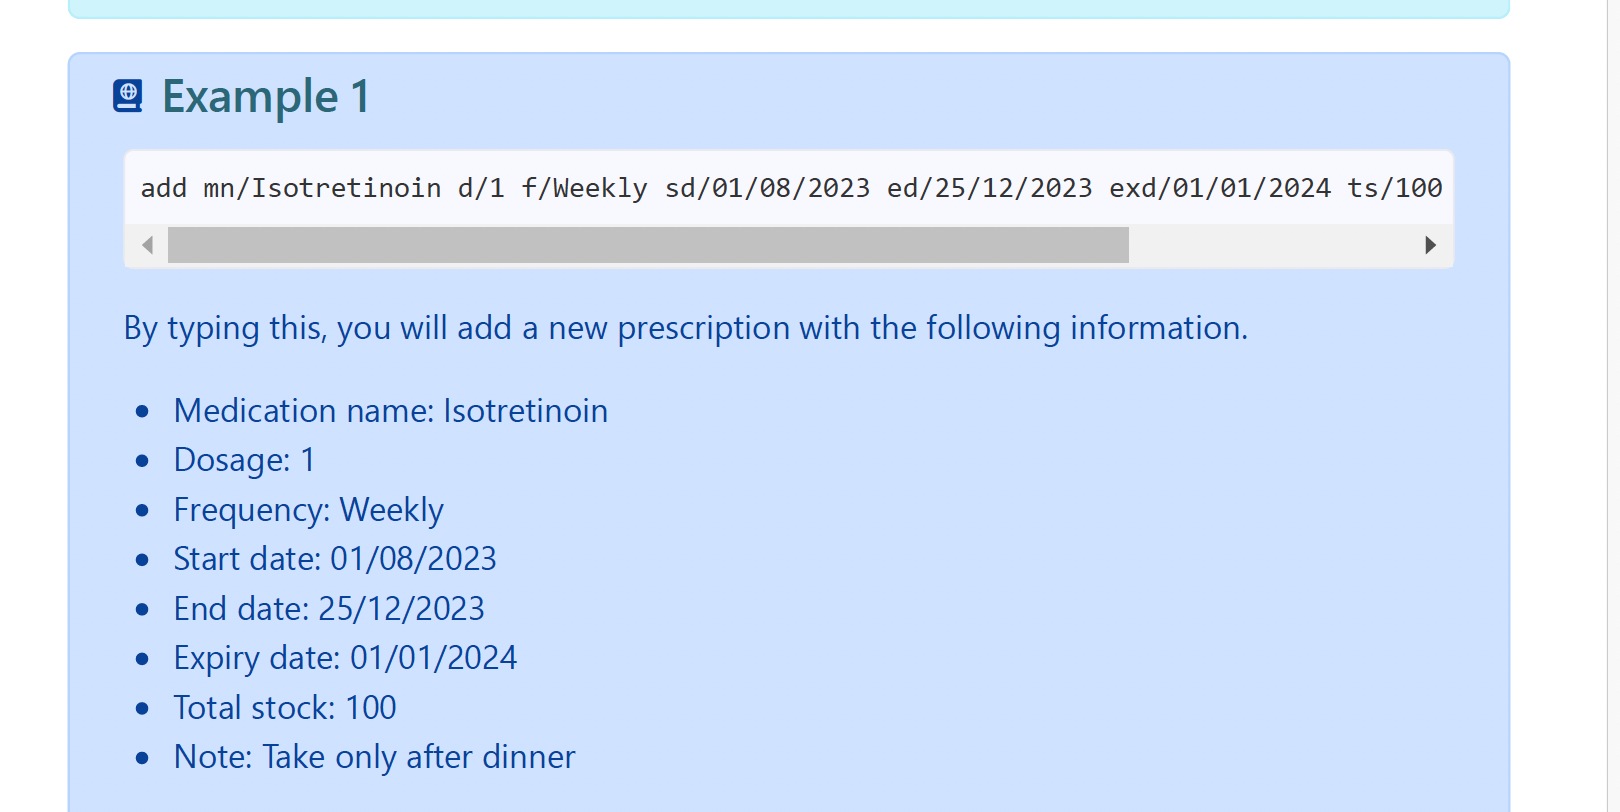 Example 1
add mn/Isotretinoin d/1 f/Weekly sd/01/08/2023 ed/25/12/2023 exd/01/01/2024 ts/100
By typing this, you will add a new prescription with the following information.
Medication name: Isotretinoin
Dosage: 1
Frequency: Weekly
Start date: 01/08/2023
End date: 25/12/2023
Expiry date: 01/01/2024
Total stock: 100
Note: Take only after dinner